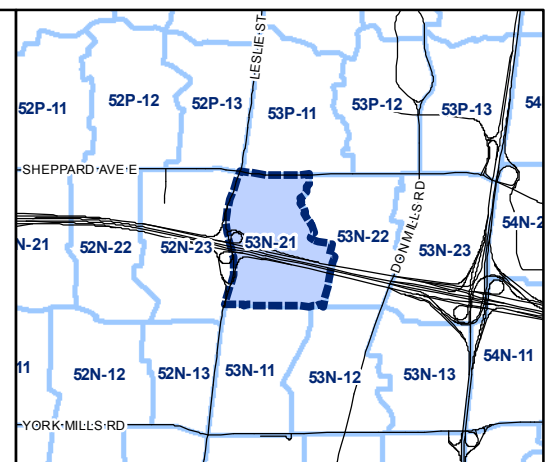 LESLIE ST
52P-11
52P-12
52P-13
53P-11
53P-12
53P-13
54
SHEPPARD AVE E
DON MILLS RD
N-21
52N-22
52N-23
53N-21
53N-22
53N-23
54N-2
11
52N-12
52N-13
53N-11
53N-12
53N-13
54N-11
YORK MILLS RD